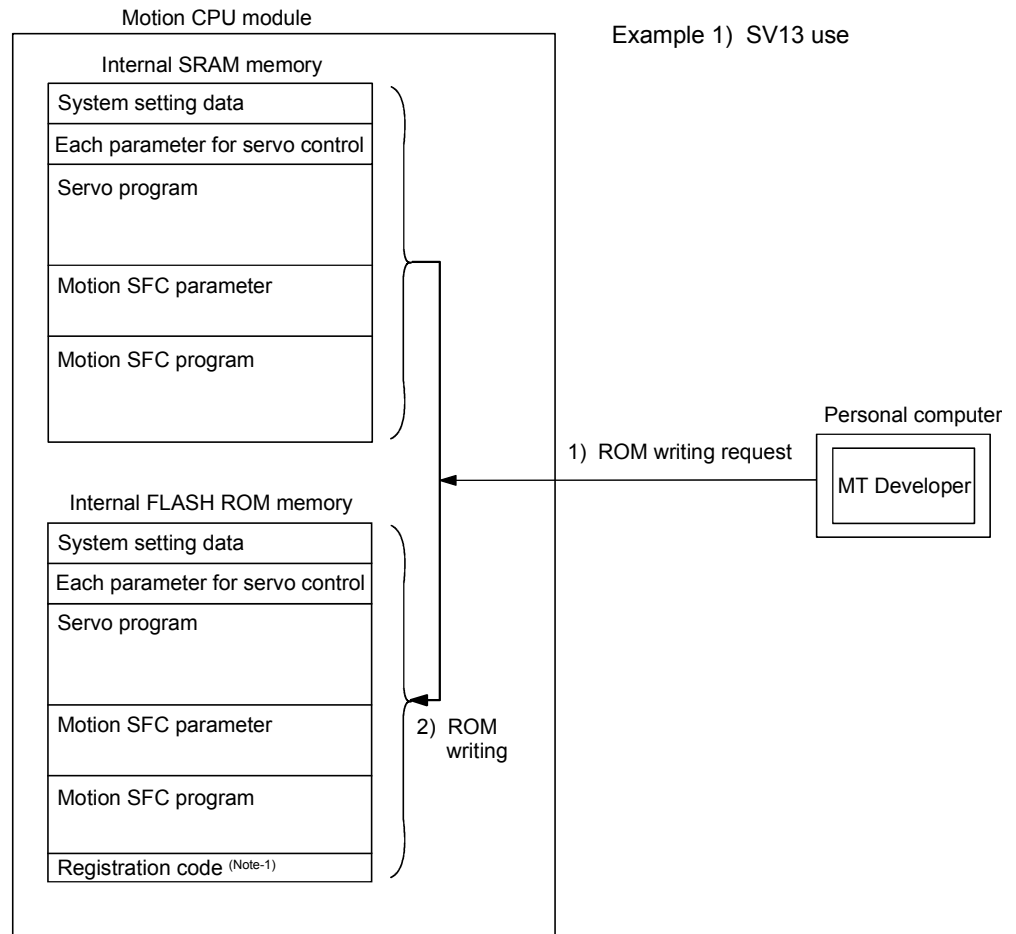 Motion CPU module
Example 1) SV13 use
Internal SRAM memory
System setting data
Each parameter for servo control
Servo program
Motion SFC parameter
Motion SFC program
Personal computer
1) ROM writing request
MT Developer
Internal FLASH ROM memory
System setting data
Each parameter for servo control
Servo program
Motion SFC parameter
2) ROM
writing
Motion SFC program
Registration code (Note-1)